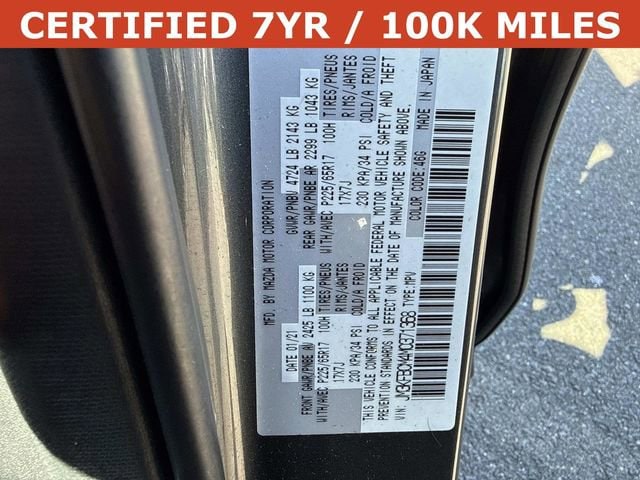 CERTIFIED 7YR / 100K MILES
MFD. BY MAZDA MOTOR CORPORATION
DATE 01/21 GVWR/PNBV 4724 LB 2143 KG
FRONT GAWR/PNBE AV 2425 LB 1100 KG REAR GAWR/PNBE AR 2299 LB 1043 KG
WITH/AVEC P225/65R17 100H TIRES/PNEUS WITH/AVEC P225/65R17 100H TIRES/PNEUS
17X7J RIMS/JANTES 17X7J RIMS/JANTES
230 KPA/34 PSI COLD/A FROID 230 KPA/34 PSI COLD/A FROID
THIS VEHICLE CONFORMS TO ALL APPLICABLE FEDERAL MOTOR VEHICLE SAFETY AND THEFT
PREVENTION STANDARDS IN EFFECT ON THE DATE OF MANUFACTURE SHOWN ABOVE.
VIN: TYPE:MPV COLOR CODE:46G MADE IN JAPAN